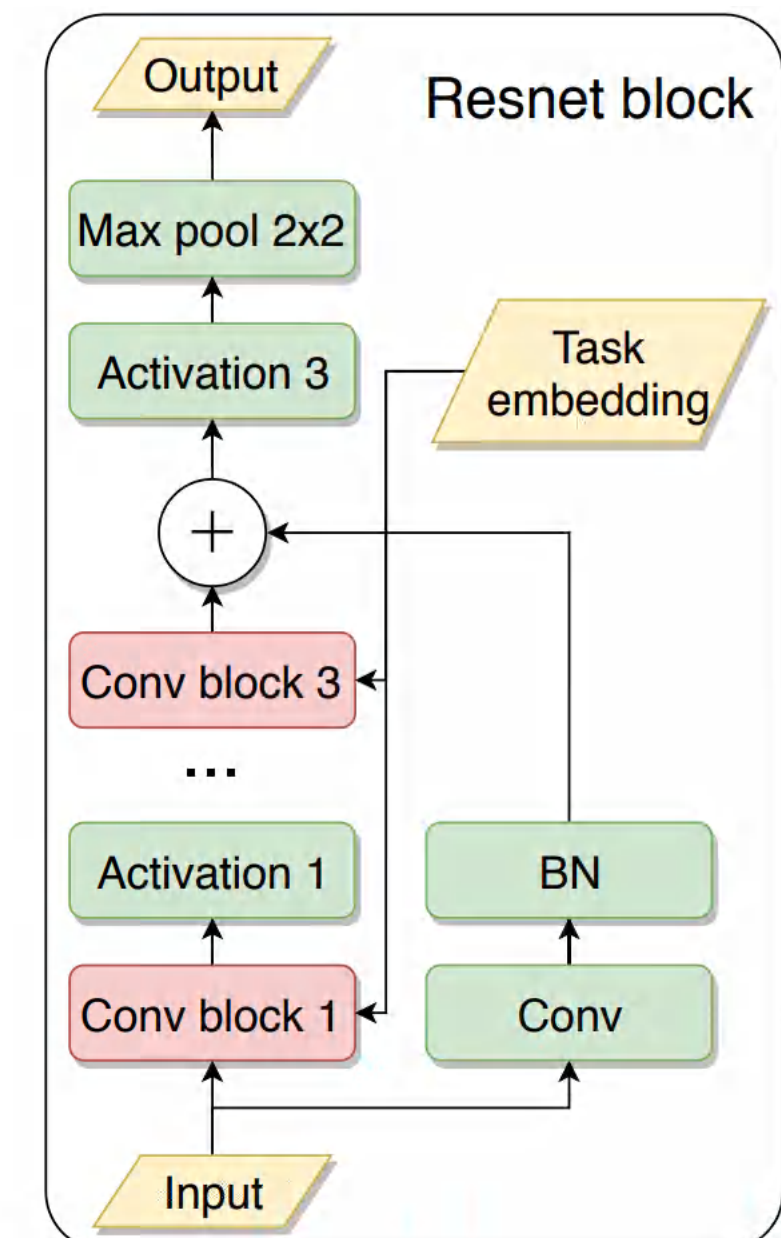 Output
Resnet block
Max pool 2x2
Activation 3
Task
embedding
+
Conv block 3
...
Activation 1
BN
Conv block 1
Conv
Input